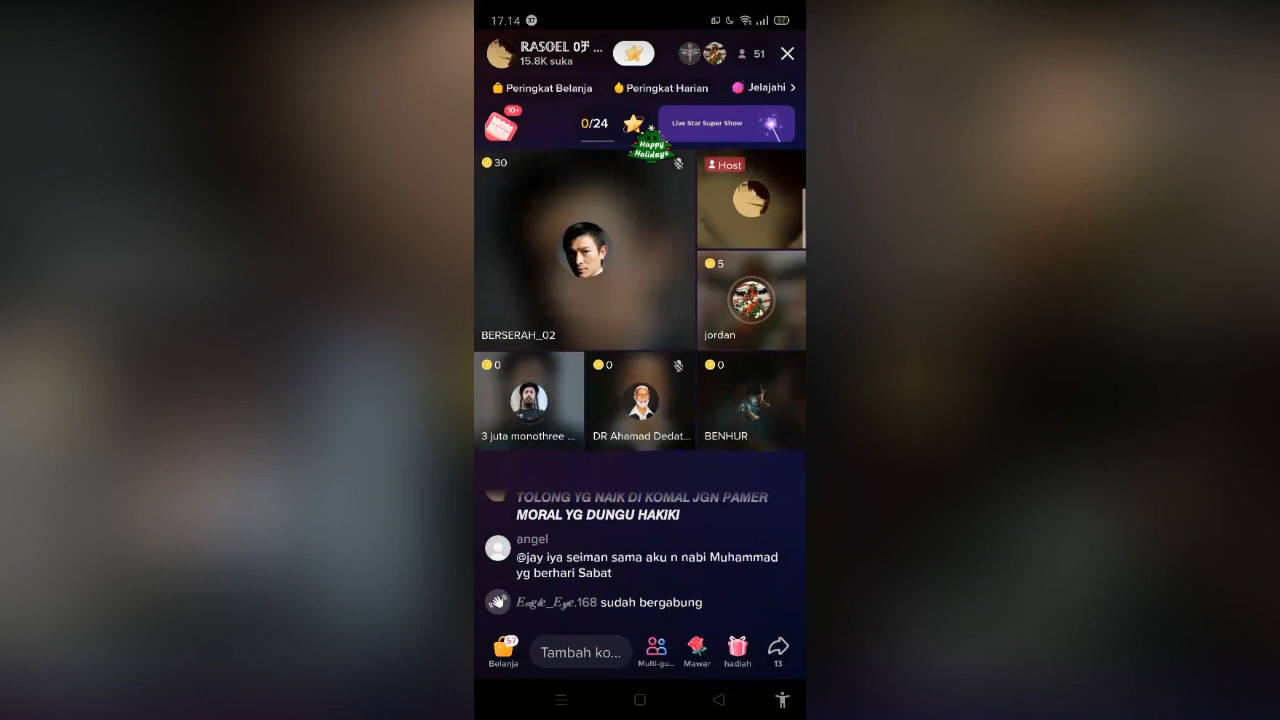 17.14
37
97
RASOEL 0 ...
15.8K suka
51
Peringkat Belanja
Peringkat Harian
Jelajahi
10+
0/24
Live Star Super Show
Happy
Holidays
30
Host
5
BERSERAH_02
jordan
0
0
0
3 juta monothree ...
DR Ahamad Dedat...
BENHUR
TOLONG YG NAIK DI KOMAL JGN PAMER
MORAL YG DUNGU HAKIKI
angel
@jay iya seiman sama aku n nabi Muhammad
yg berhari Sabat
Eagle_Eye.168 sudah bergabung
57
Belanja
Tambah ko...
Multi-gu...
Mawar
hadiah
13